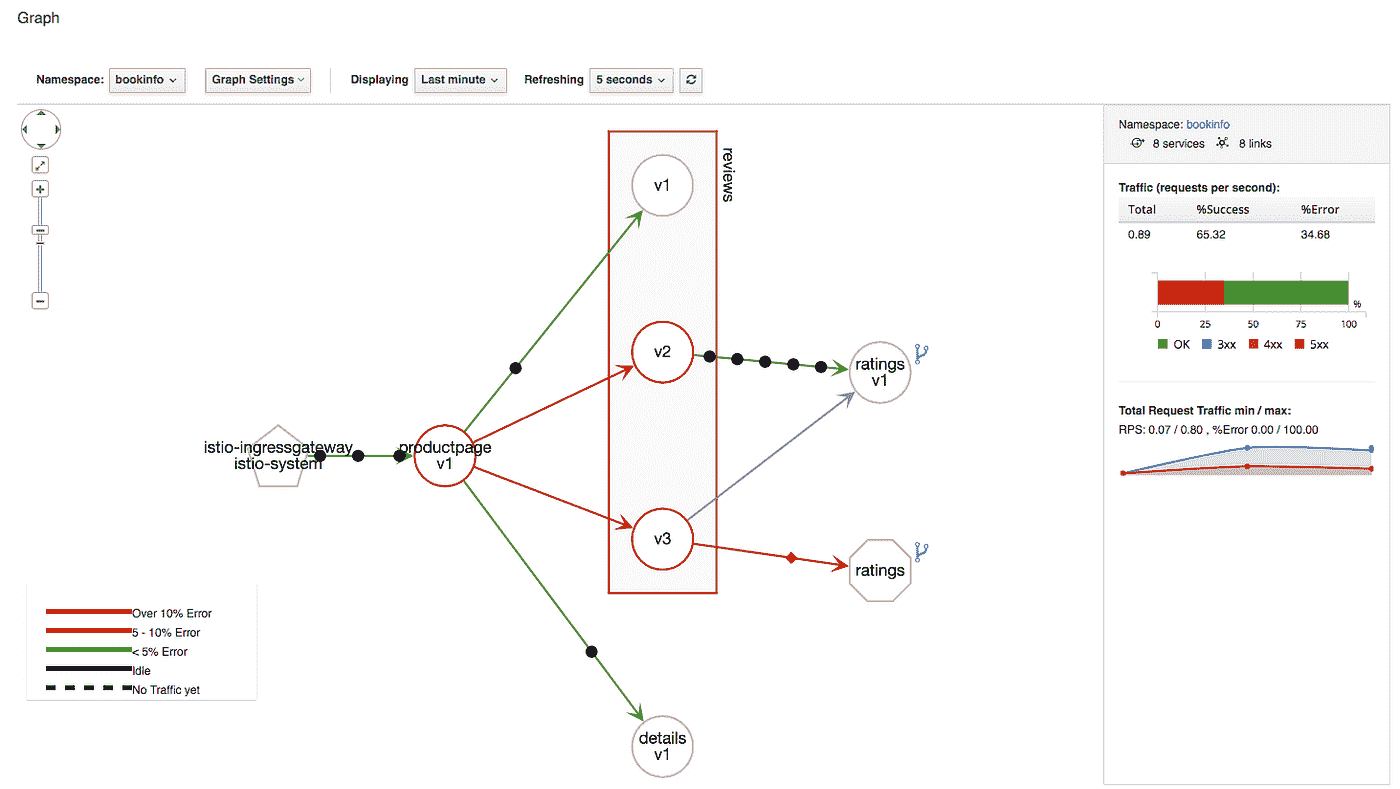 Graph
Namespace: bookinfo Graph Settings Displaying Last minute Refreshing 5 seconds
Namespace: bookinfo
8 services 8 links
Traffic (requests per second):
Total %Success %Error
0.89 65.32 34.68
%
0 25 50 75 100
OK 3xx 4xx 5xx
Total Request Traffic min / max:
RPS: 0.07 / 0.80 , %Error 0.00 / 100.00
reviews
v1
v2
v3
ratings
v1
ratings
istio-ingressgateway
istio-system
productpage
v1
details
v1
Over 10% Error
5 - 10% Error
< 5% Error
Idle
No Traffic yet